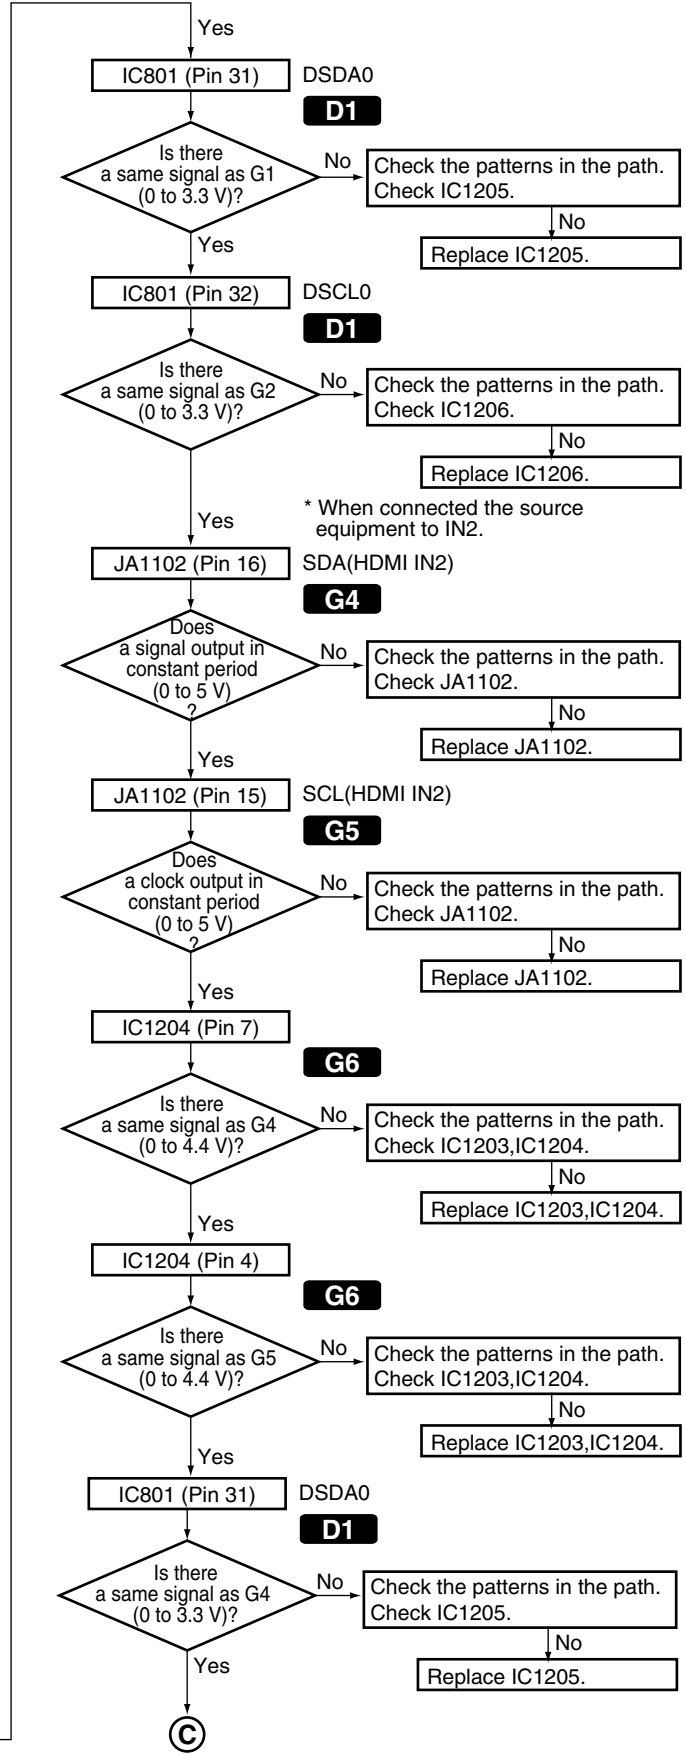 Yes
IC801 (Pin 31)
DSDA0
D1
Is there
a same signal as G1
(0 to 3.3 V)?
No
Check the patterns in the path.
Check IC1205.
No
Replace IC1205.
Yes
IC801 (Pin 32)
DSCL0
D1
Is there
a same signal as G2
(0 to 3.3 V)?
No
Check the patterns in the path.
Check IC1206.
No
Replace IC1206.
Yes
* When connected the source
equipment to IN2.
JA1102 (Pin 16)
SDA(HDMI IN2)
G4
Does
a signal output in
constant period
(0 to 5 V)
?
No
Check the patterns in the path.
Check JA1102.
No
Replace JA1102.
Yes
JA1102 (Pin 15)
SCL(HDMI IN2)
G5
Does
a clock output in
constant period
(0 to 5 V)
?
No
Check the patterns in the path.
Check JA1102.
No
Replace JA1102.
Yes
IC1204 (Pin 7)
G6
Is there
a same signal as G4
(0 to 4.4 V)?
No
Check the patterns in the path.
Check IC1203,IC1204.
No
Replace IC1203,IC1204.
Yes
IC1204 (Pin 4)
G6
Is there
a same signal as G5
(0 to 4.4 V)?
No
Check the patterns in the path.
Check IC1203,IC1204.
No
Replace IC1203,IC1204.
Yes
IC801 (Pin 31)
DSDA0
D1
Is there
a same signal as G4
(0 to 3.3 V)?
No
Check the patterns in the path.
Check IC1205.
No
Replace IC1205.
Yes
C